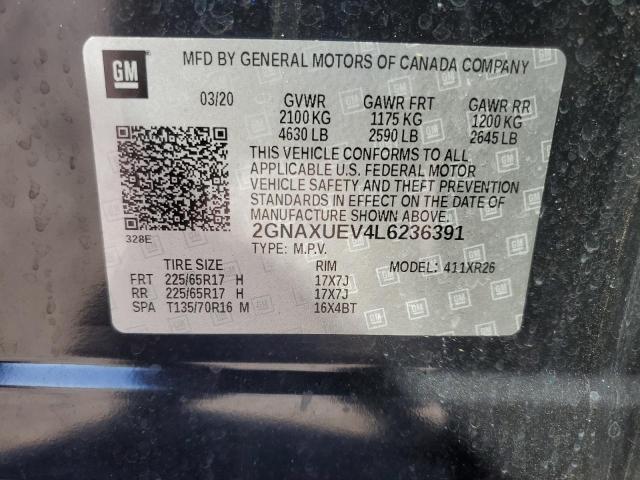 GM
MFD BY GENERAL MOTORS OF CANADA COMPANY
03/20 GVWR GAWR FRT GAWR RR
2100 KG 1175 KG 1200 KG
4630 LB 2590 LB 2645 LB
THIS VEHICLE CONFORMS TO ALL
APPLICABLE U.S. FEDERAL MOTOR
VEHICLE SAFETY AND THEFT PREVENTION
STANDARDS IN EFFECT ON THE DATE OF
MANUFACTURE SHOWN ABOVE.
328E 2GNAXUEV4L6236391
TYPE: M.P.V. MODEL: 411XR26
TIRE SIZE RIM
FRT 225/65R17 H 17X7J
RR 225/65R17 H 17X7J
SPA T135/70R16 M 16X4BT